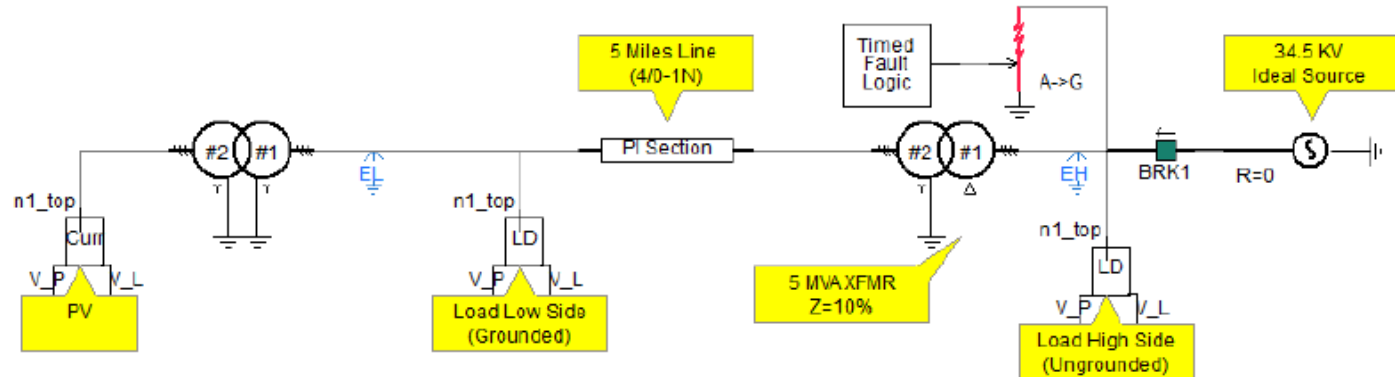 5 Miles Line
(4/0-1N)
Timed
Fault
Logic
A->G
34.5 KV
Ideal Source
#2
#1
PI Section
#2
#1
EL
EH
BRK1
R=0
n1_top
Curr
V_P
V_L
PV
n1_top
LD
V_P
V_L
Load Low Side
(Grounded)
5 MVA XFMR
Z=10%
n1_top
LD
V_P
V_L
Load High Side
(Ungrounded)
S